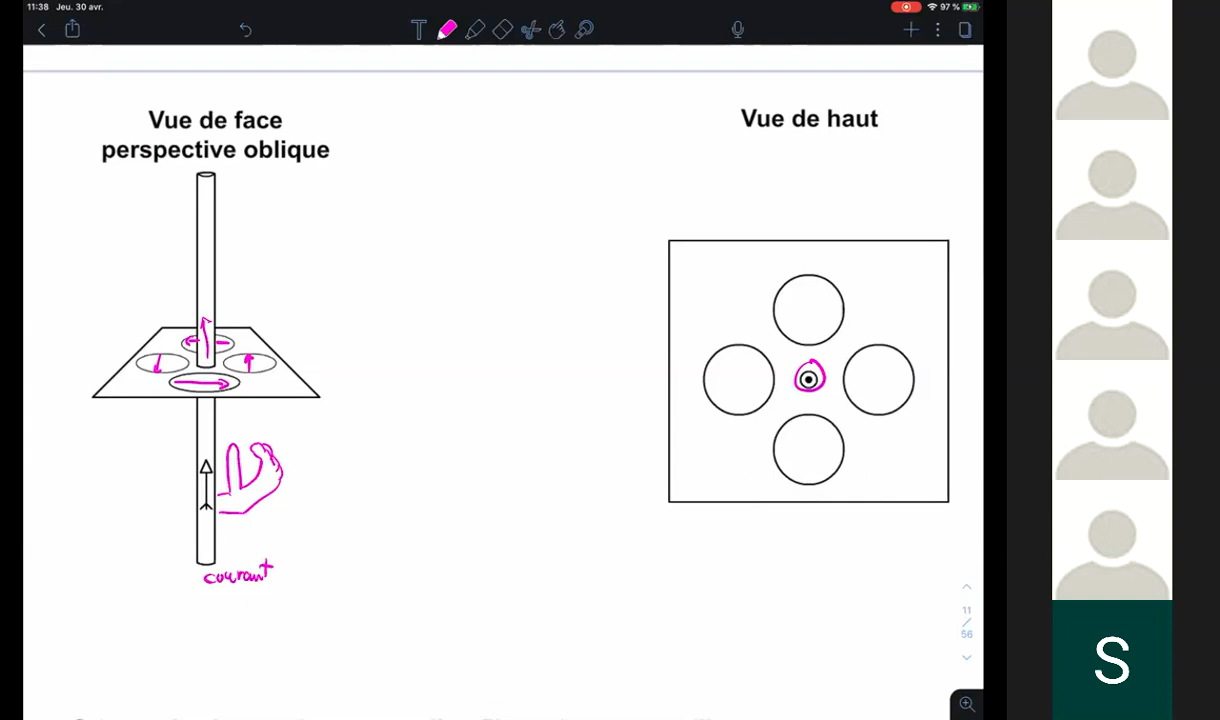 11:38 Jeu. 30 avr.
97 %
T
Vue de face
perspective oblique
Vue de haut
courant
11
/
56
S